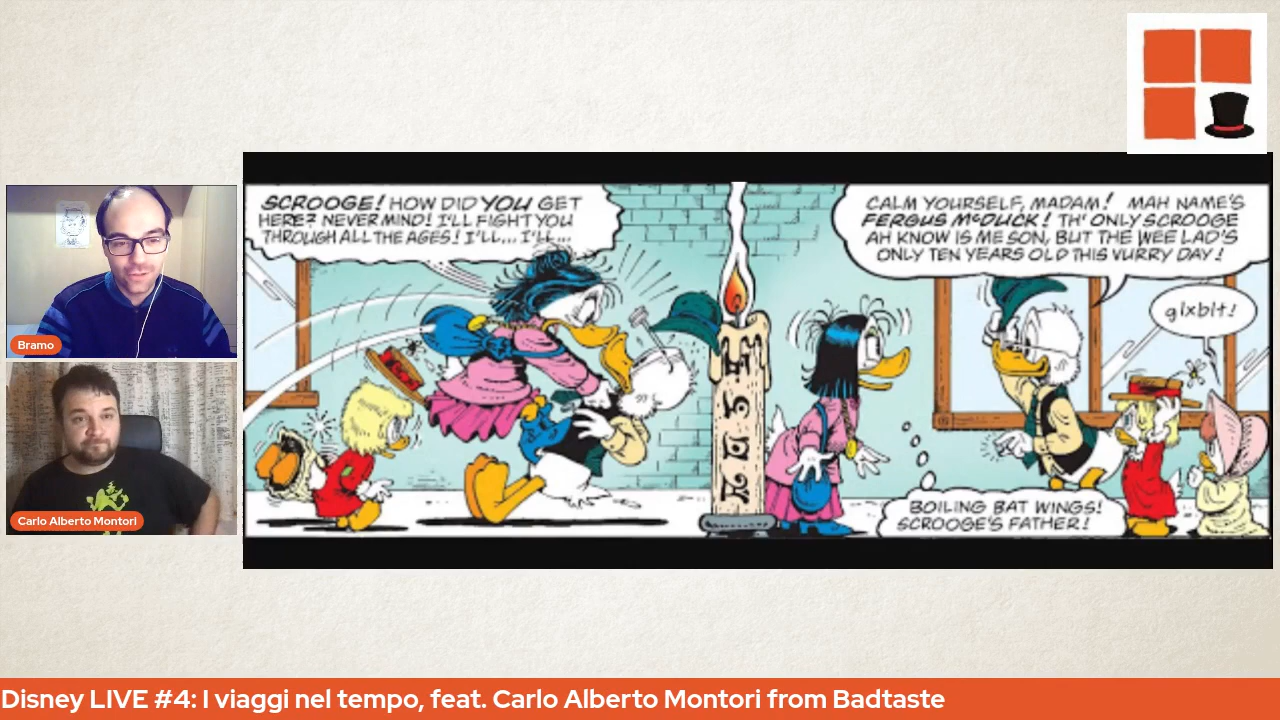 SCROOGE! HOW DID YOU GET
HERE? NEVER MIND! I'LL FIGHT YOU
THROUGH ALL THE AGES! I'LL... I'LL...
CALM YOURSELF, MADAM! MAH NAME'S
FERGUS McDUCK! TH' ONLY SCROOGE
AH KNOW IS ME SON, BUT THE WEE LAD'S
ONLY TEN YEARS OLD THIS VURRY DAY!
glxblt!
BOILING BAT WINGS!
SCROOGE'S FATHER!
Bramo
Carlo Alberto Montori
Disney LIVE #4: I viaggi nel tempo, feat. Carlo Alberto Montori from Badtaste